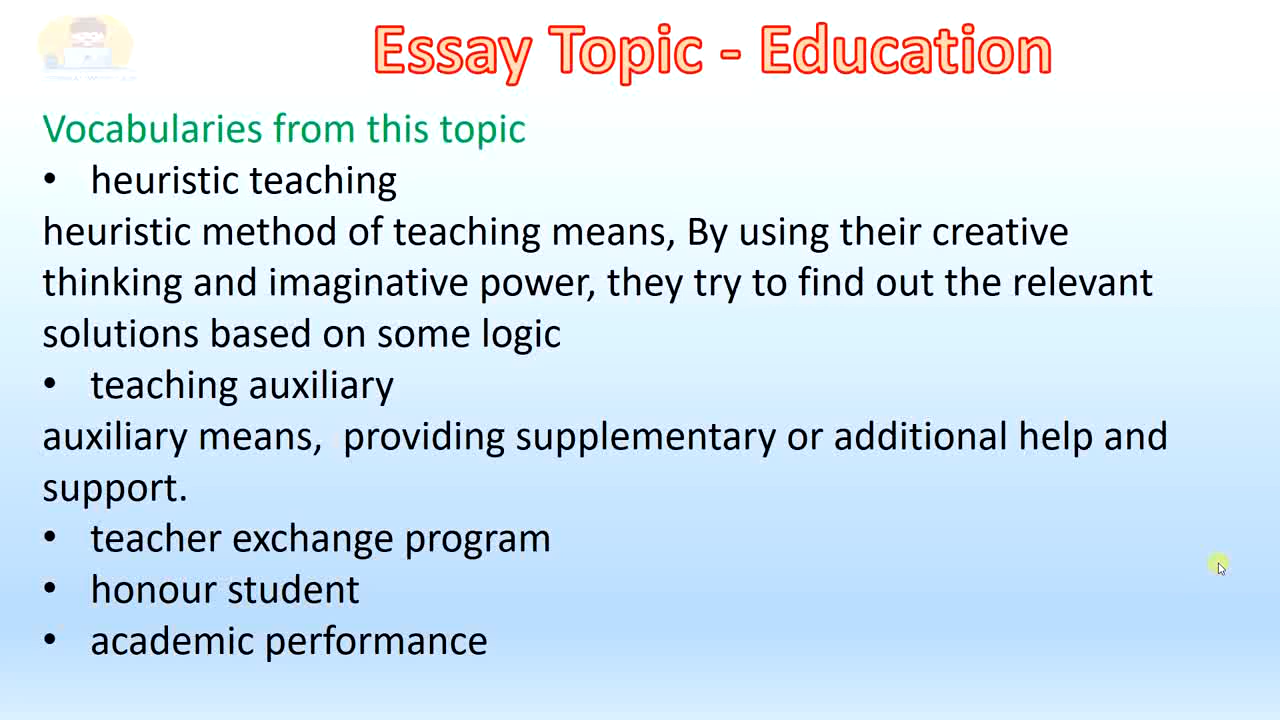 Essay Topic - Education
Vocabularies from this topic
• heuristic teaching
heuristic method of teaching means, By using their creative
thinking and imaginative power, they try to find out the relevant
solutions based on some logic
• teaching auxiliary
auxiliary means, providing supplementary or additional help and
support.
• teacher exchange program
• honour student
• academic performance